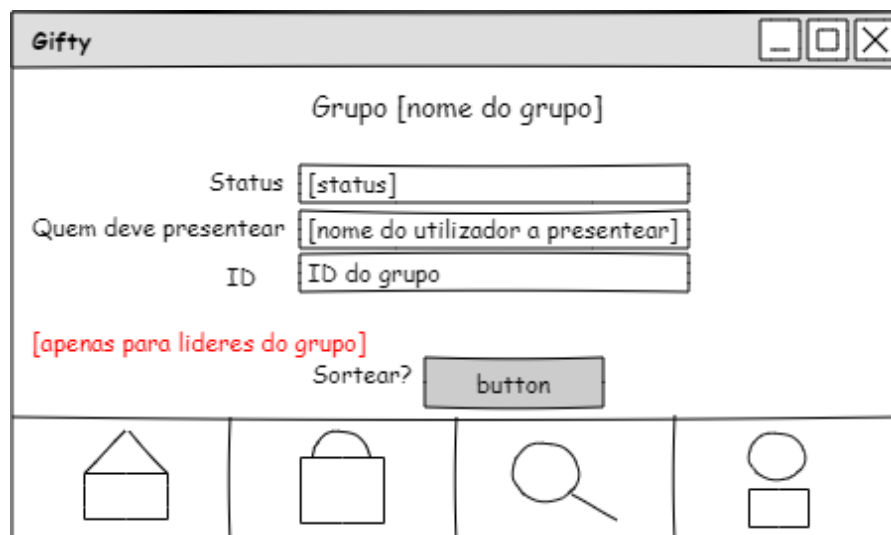 Gifty
Grupo [nome do grupo]
Status [status]
Quem deve presentear [nome do utilizador a presentear]
ID ID do grupo
[apenas para lideres do grupo]
Sortear? button